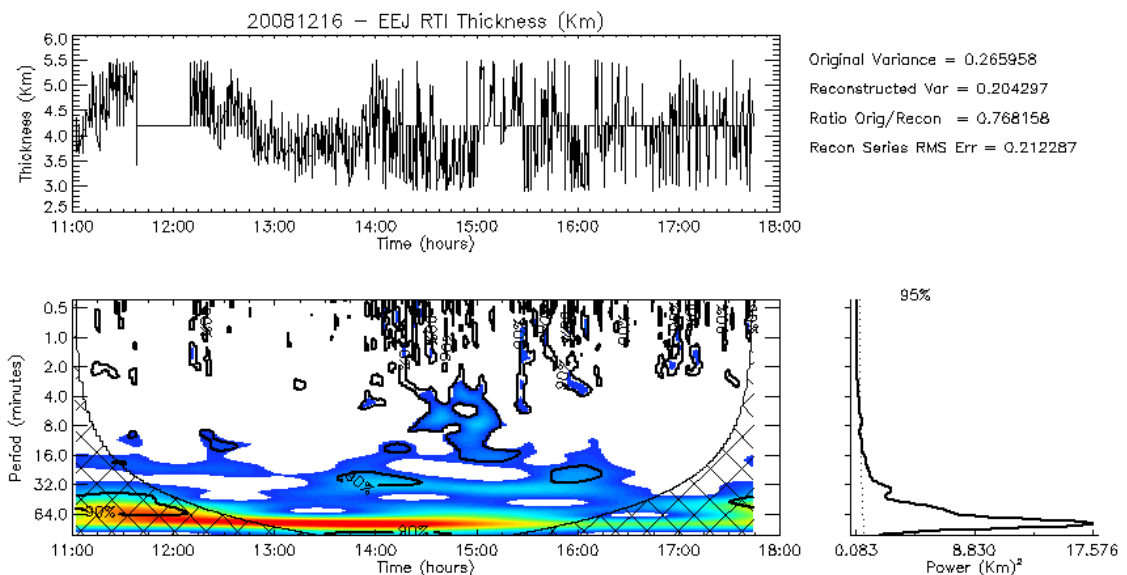 20081216 – EEJ RTI Thickness (Km)
Thickness (Km)
6.0
5.5
5.0
4.5
4.0
3.5
3.0
2.5
11:00 12:00 13:00 14:00 15:00 16:00 17:00 18:00
Time (hours)
Original Variance = 0.265958
Reconstructed Var = 0.204297
Ratio Orig/Recon = 0.768158
Recon Series RMS Err = 0.212287
Period (minutes)
0.5
1.0
2.0
4.0
8.0
16.0
32.0
64.0
90%
90%
90%
90%
90%
90%
11:00 12:00 13:00 14:00 15:00 16:00 17:00 18:00
Time (hours)
95%
0.083 8.830 17.576
Power (Km)²